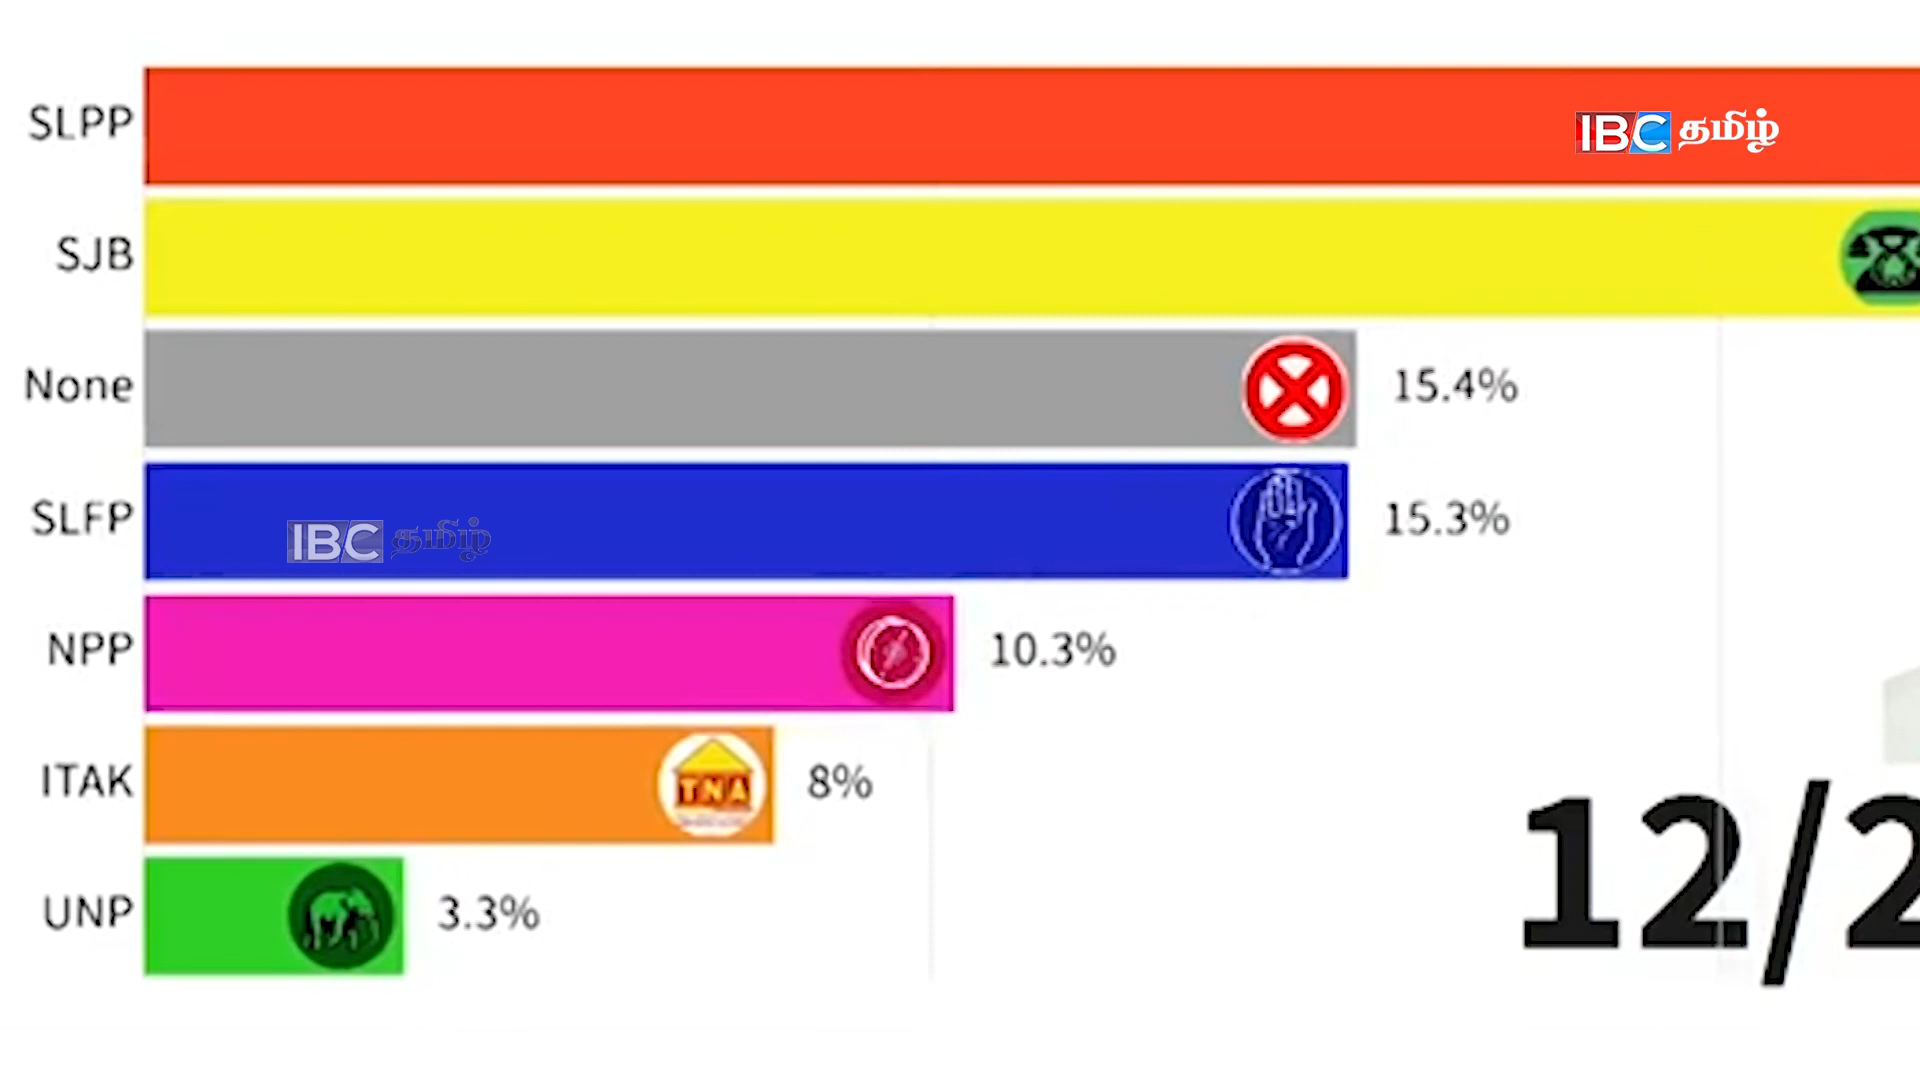 SLPP
IBC தமிழ்
SJB
None 15.4%
SLFP 15.3%
IBC தமிழ்
NPP 10.3%
ITAK TNA 8%
UNP 3.3%
12/2